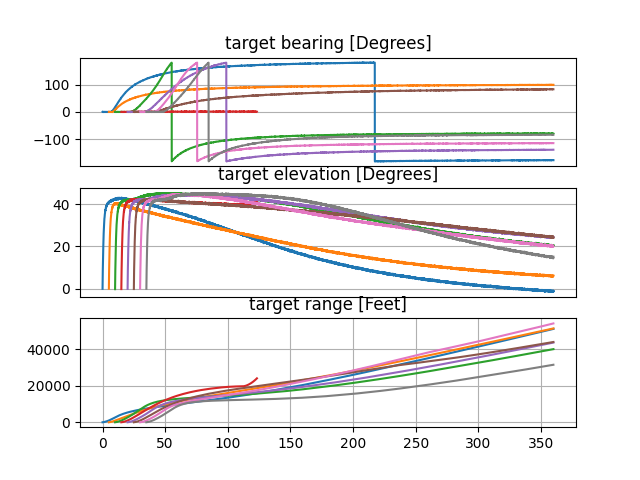 target bearing [Degrees]
100
0
−100
target elevation [Degrees]
40
20
0
target range [Feet]
40000
20000
0
0 50 100 150 200 250 300 350